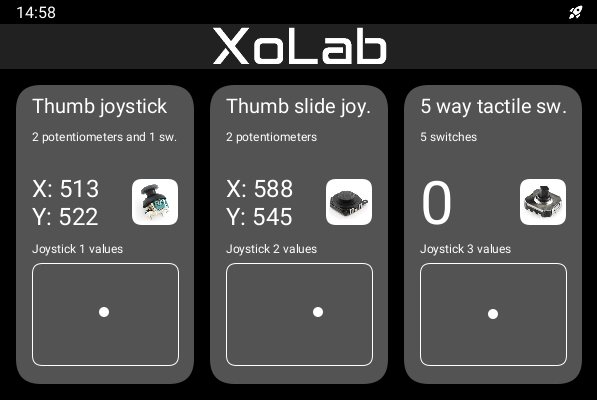 14:58
XoLab
Thumb joystick
2 potentiometers and 1 sw.
X: 513
Y: 522
Joystick 1 values
Thumb slide joy.
2 potentiometers
X: 588
Y: 545
Joystick 2 values
5 way tactile sw.
5 switches
0
Joystick 3 values